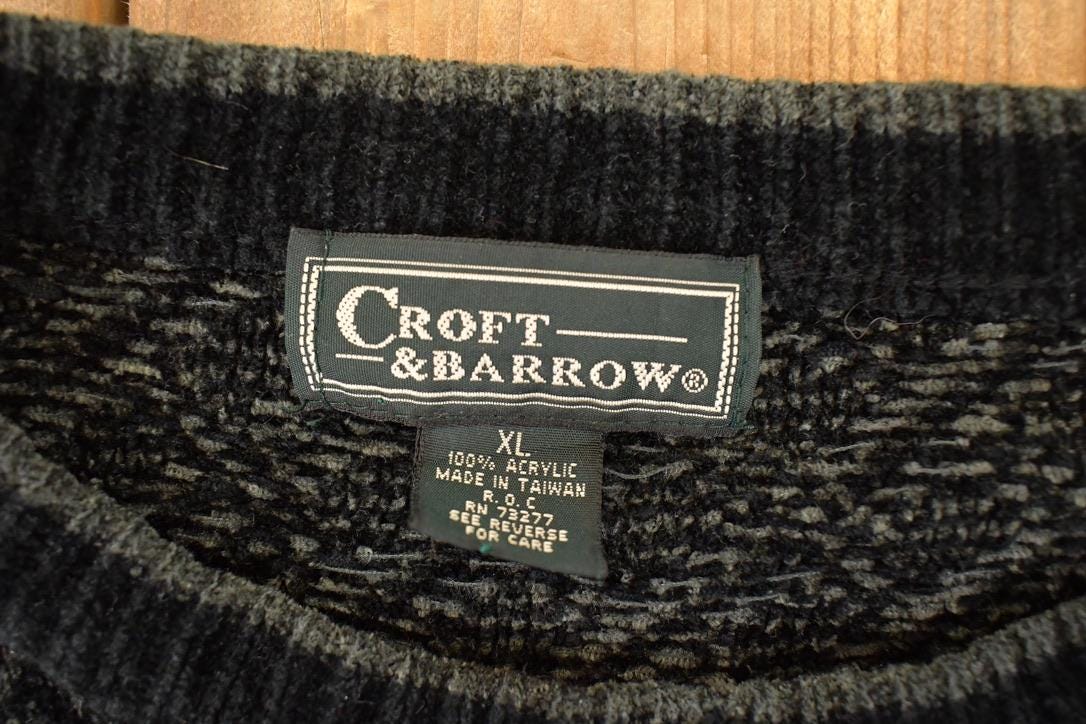 CROFT
&BARROW®
XL
100% ACRYLIC
MADE IN TAIWAN
R.O.C
RN 73277
SEE REVERSE
FOR CARE